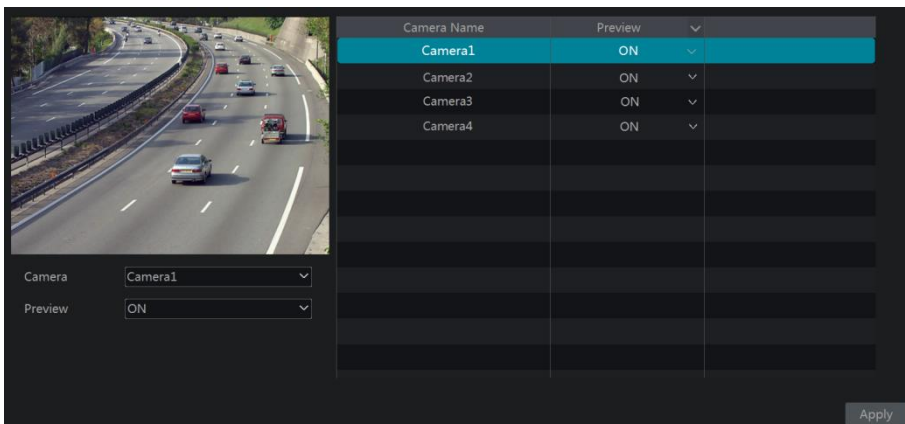 Camera Name Preview
Camera1 ON
Camera2 ON
Camera3 ON
Camera4 ON
Camera Camera1
Preview ON
Apply